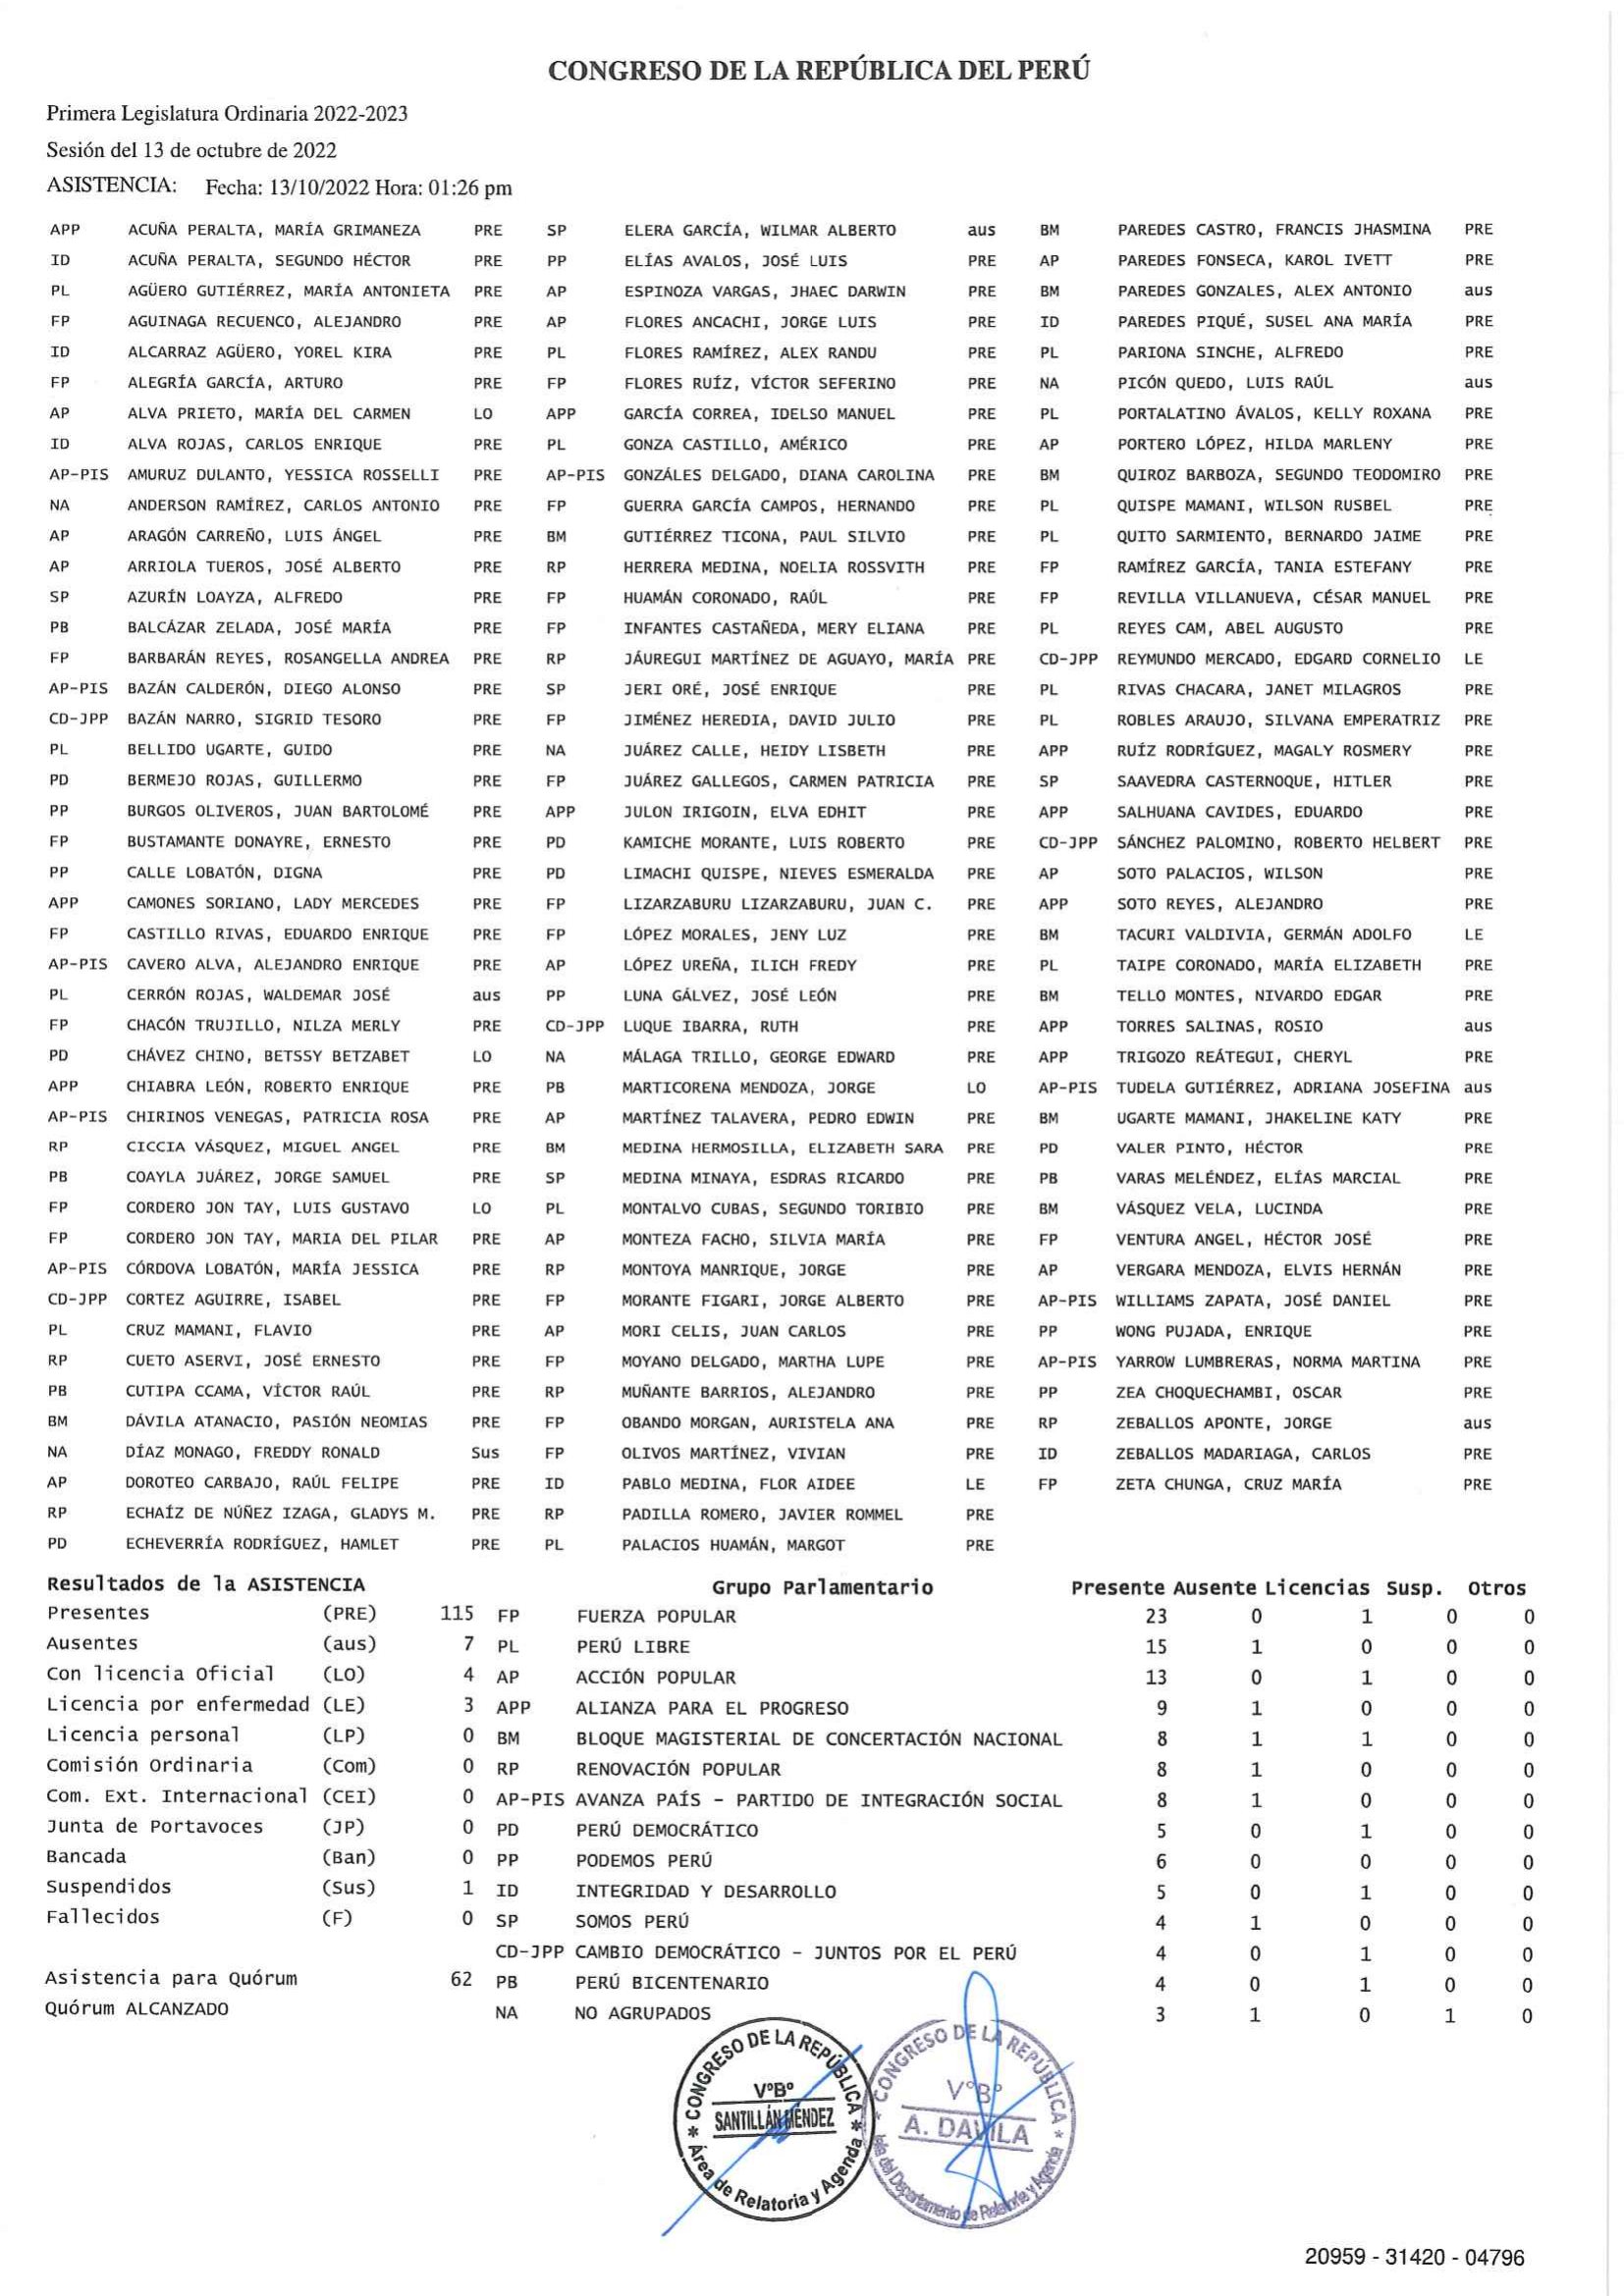 CONGRESO DE LA REPÚBLICA DEL PERÚ
Primera Legislatura Ordinaria 2022-2023
Sesión del 13 de octubre de 2022
ASISTENCIA: Fecha: 13/10/2022 Hora: 01:26 pm
APP ACUÑA PERALTA, MARÍA GRIMANEZA PRE SP ELERA GARCÍA, WILMAR ALBERTO aus BM PAREDES CASTRO, FRANCIS JHASMINA PRE
ID ACUÑA PERALTA, SEGUNDO HÉCTOR PRE PP ELÍAS AVALOS, JOSÉ LUIS PRE AP PAREDES FONSECA, KAROL IVETT PRE
PL AGÜERO GUTIÉRREZ, MARÍA ANTONIETA PRE AP ESPINOZA VARGAS, JHAEC DARWIN PRE BM PAREDES GONZALES, ALEX ANTONIO aus
FP AGUINAGA RECUENCO, ALEJANDRO PRE AP FLORES ANCACHI, JORGE LUIS PRE ID PAREDES PIQUÉ, SUSEL ANA MARÍA PRE
ID ALCARRAZ AGÜERO, YOREL KIRA PRE PL FLORES RAMÍREZ, ALEX RANDU PRE PL PARIONA SINCHE, ALFREDO PRE
FP ALEGRÍA GARCÍA, ARTURO PRE FP FLORES RUÍZ, VÍCTOR SEFERINO PRE NA PICÓN QUEDO, LUIS RAÚL aus
AP ALVA PRIETO, MARÍA DEL CARMEN LO APP GARCÍA CORREA, IDELSO MANUEL PRE PL PORTALATINO ÁVALOS, KELLY ROXANA PRE
ID ALVA ROJAS, CARLOS ENRIQUE PRE PL GONZA CASTILLO, AMÉRICO PRE AP PORTERO LÓPEZ, HILDA MARLENY PRE
AP-PIS AMURUZ DULANTO, YESSICA ROSSELLI PRE AP-PIS GONZÁLES DELGADO, DIANA CAROLINA PRE BM QUIROZ BARBOZA, SEGUNDO TEODOMIRO PRE
NA ANDERSON RAMÍREZ, CARLOS ANTONIO PRE FP GUERRA GARCÍA CAMPOS, HERNANDO PRE PL QUISPE MAMANI, WILSON RUSBEL PRE
AP ARAGÓN CARREÑO, LUIS ÁNGEL PRE BM GUTIÉRREZ TICONA, PAUL SILVIO PRE PL QUITO SARMIENTO, BERNARDO JAIME PRE
AP ARRIOLA TUEROS, JOSÉ ALBERTO PRE RP HERRERA MEDINA, NOELIA ROSSVITH PRE FP RAMÍREZ GARCÍA, TANIA ESTEFANY PRE
SP AZURÍN LOAYZA, ALFREDO PRE FP HUAMÁN CORONADO, RAÚL PRE FP REVILLA VILLANUEVA, CÉSAR MANUEL PRE
PB BALCÁZAR ZELADA, JOSÉ MARÍA PRE FP INFANTES CASTAÑEDA, MERY ELIANA PRE PL REYES CAM, ABEL AUGUSTO PRE
FP BARBARÁN REYES, ROSANGELLA ANDREA PRE RP JÁUREGUI MARTÍNEZ DE AGUAYO, MARÍA PRE CD-JPP REYMUNDO MERCADO, EDGARD CORNELIO LE
AP-PIS BAZÁN CALDERÓN, DIEGO ALONSO PRE SP JERI ORÉ, JOSÉ ENRIQUE PRE PL RIVAS CHACARA, JANET MILAGROS PRE
CD-JPP BAZÁN NARRO, SIGRID TESORO PRE FP JIMÉNEZ HEREDIA, DAVID JULIO PRE PL ROBLES ARAUJO, SILVANA EMPERATRIZ PRE
PL BELLIDO UGARTE, GUIDO PRE NA JUÁREZ CALLE, HEIDY LISBETH PRE APP RUÍZ RODRÍGUEZ, MAGALY ROSMERY PRE
PD BERMEJO ROJAS, GUILLERMO PRE FP JUÁREZ GALLEGOS, CARMEN PATRICIA PRE SP SAAVEDRA CASTERNOQUE, HITLER PRE
PP BURGOS OLIVEROS, JUAN BARTOLOMÉ PRE APP JULON IRIGOIN, ELVA EDHIT PRE APP SALHUANA CAVIDES, EDUARDO PRE
FP BUSTAMANTE DONAYRE, ERNESTO PRE PD KAMICHE MORANTE, LUIS ROBERTO PRE CD-JPP SÁNCHEZ PALOMINO, ROBERTO HELBERT PRE
PP CALLE LOBATÓN, DIGNA PRE PD LIMACHI QUISPE, NIEVES ESMERALDA PRE AP SOTO PALACIOS, WILSON PRE
APP CAMONES SORIANO, LADY MERCEDES PRE FP LIZARZABURU LIZARZABURU, JUAN C. PRE APP SOTO REYES, ALEJANDRO PRE
FP CASTILLO RIVAS, EDUARDO ENRIQUE PRE FP LÓPEZ MORALES, JENY LUZ PRE BM TACURI VALDIVIA, GERMÁN ADOLFO LE
AP-PIS CAVERO ALVA, ALEJANDRO ENRIQUE PRE AP LÓPEZ UREÑA, ILICH FREDY PRE PL TAIPE CORONADO, MARÍA ELIZABETH PRE
PL CERRÓN ROJAS, WALDEMAR JOSÉ aus PP LUNA GÁLVEZ, JOSÉ LEÓN PRE BM TELLO MONTES, NIVARDO EDGAR PRE
FP CHACÓN TRUJILLO, NILZA MERLY PRE CD-JPP LUQUE IBARRA, RUTH PRE APP TORRES SALINAS, ROSIO aus
PD CHÁVEZ CHINO, BETSSY BETZABET LO NA MÁLAGA TRILLO, GEORGE EDWARD PRE APP TRIGOZO REÁTEGUI, CHERYL PRE
APP CHIABRA LEÓN, ROBERTO ENRIQUE PRE PB MARTICORENA MENDOZA, JORGE LO AP-PIS TUDELA GUTIÉRREZ, ADRIANA JOSEFINA aus
AP-PIS CHIRINOS VENEGAS, PATRICIA ROSA PRE AP MARTÍNEZ TALAVERA, PEDRO EDWIN PRE BM UGARTE MAMANI, JHAKELINE KATY PRE
RP CICCIA VÁSQUEZ, MIGUEL ANGEL PRE BM MEDINA HERMOSILLA, ELIZABETH SARA PRE PD VALER PINTO, HÉCTOR PRE
PB COAYLA JUÁREZ, JORGE SAMUEL PRE SP MEDINA MINAYA, ESDRAS RICARDO PRE PB VARAS MELÉNDEZ, ELÍAS MARCIAL PRE
FP CORDERO JON TAY, LUIS GUSTAVO LO PL MONTALVO CUBAS, SEGUNDO TORIBIO PRE BM VÁSQUEZ VELA, LUCINDA PRE
FP CORDERO JON TAY, MARIA DEL PILAR PRE AP MONTEZA FACHO, SILVIA MARÍA PRE FP VENTURA ANGEL, HÉCTOR JOSÉ PRE
AP-PIS CÓRDOVA LOBATÓN, MARÍA JESSICA PRE RP MONTOYA MANRIQUE, JORGE PRE AP VERGARA MENDOZA, ELVIS HERNÁN PRE
CD-JPP CORTEZ AGUIRRE, ISABEL PRE FP MORANTE FIGARI, JORGE ALBERTO PRE AP-PIS WILLIAMS ZAPATA, JOSÉ DANIEL PRE
PL CRUZ MAMANI, FLAVIO PRE AP MORI CELIS, JUAN CARLOS PRE PP WONG PUJADA, ENRIQUE PRE
RP CUETO ASERVI, JOSÉ ERNESTO PRE FP MOYANO DELGADO, MARTHA LUPE PRE AP-PIS YARROW LUMBRERAS, NORMA MARTINA PRE
PB CUTIPA CCAMA, VÍCTOR RAÚL PRE RP MUÑANTE BARRIOS, ALEJANDRO PRE PP ZEA CHOQUECHAMBI, OSCAR PRE
BM DÁVILA ATANACIO, PASIÓN NEOMIAS PRE FP OBANDO MORGAN, AURISTELA ANA PRE RP ZEBALLOS APONTE, JORGE aus
NA DÍAZ MONAGO, FREDDY RONALD Sus FP OLIVOS MARTÍNEZ, VIVIAN PRE ID ZEBALLOS MADARIAGA, CARLOS PRE
AP DOROTEO CARBAJO, RAÚL FELIPE PRE ID PABLO MEDINA, FLOR AIDEE LE FP ZETA CHUNGA, CRUZ MARÍA PRE
RP ECHAÍZ DE NÚÑEZ IZAGA, GLADYS M. PRE RP PADILLA ROMERO, JAVIER ROMMEL PRE
PD ECHEVERRÍA RODRÍGUEZ, HAMLET PRE PL PALACIOS HUAMÁN, MARGOT PRE
Resultados de la ASISTENCIA Grupo Parlamentario Presente Ausente Licencias Susp. Otros
Presentes (PRE) 115 FP FUERZA POPULAR 23 0 1 0 0
Ausentes (aus) 7 PL PERÚ LIBRE 15 1 0 0 0
Con licencia Oficial (LO) 4 AP ACCIÓN POPULAR 13 0 1 0 0
Licencia por enfermedad (LE) 3 APP ALIANZA PARA EL PROGRESO 9 1 0 0 0
Licencia personal (LP) 0 BM BLOQUE MAGISTERIAL DE CONCERTACIÓN NACIONAL 8 1 1 0 0
Comisión Ordinaria (Com) 0 RP RENOVACIÓN POPULAR 8 1 0 0 0
Com. Ext. Internacional (CEI) 0 AP-PIS AVANZA PAÍS - PARTIDO DE INTEGRACIÓN SOCIAL 8 1 0 0 0
Junta de Portavoces (JP) 0 PD PERÚ DEMOCRÁTICO 5 0 1 0 0
Bancada (Ban) 0 PP PODEMOS PERÚ 6 0 0 0 0
Suspendidos (Sus) 1 ID INTEGRIDAD Y DESARROLLO 5 0 1 0 0
Fallecidos (F) 0 SP SOMOS PERÚ 4 1 0 0 0
CD-JPP CAMBIO DEMOCRÁTICO - JUNTOS POR EL PERÚ 4 0 1 0 0
Asistencia para Quórum 62 PB PERÚ BICENTENARIO 4 0 1 0 0
Quórum ALCANZADO NA NO AGRUPADOS 3 1 0 1 0
* CONGRESO DE LA REPÚBLICA *
V°B°
SANTILLÁN MÉNDEZ
Área de Relatoria y Agenda
* CONGRESO DE LA REPÚBLICA *
V°B°
A. DAVILA
Jefe del Departamento de Relatoria y Agenda
20959 - 31420 - 04796